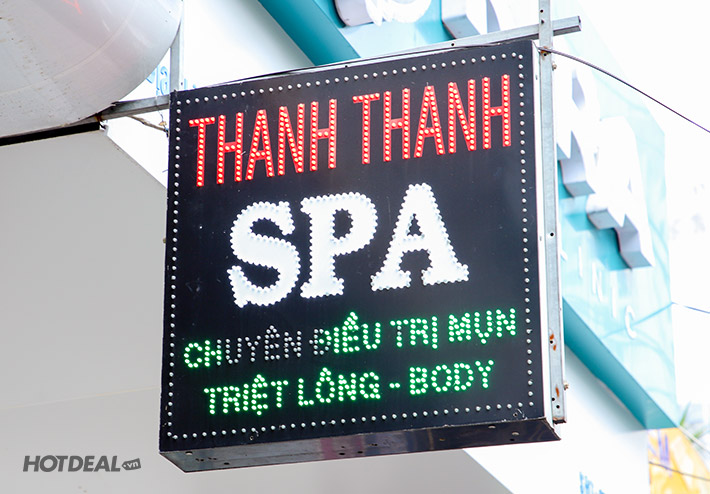 THANH THANH
SPA
CHUYÊN ĐIỀU TRỊ MỤN
TRIỆT LÔNG - BODY
HOTDEAL.vn